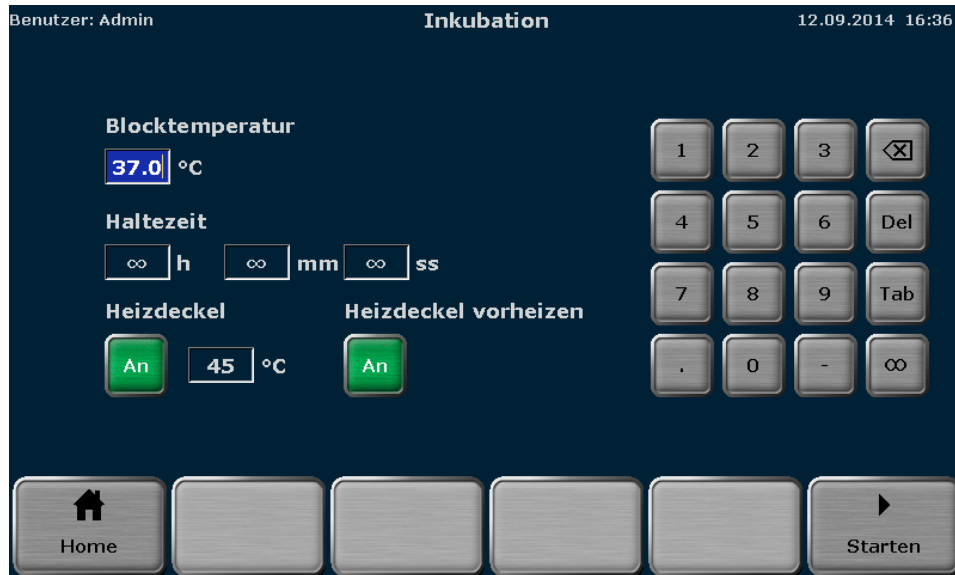 Benutzer: Admin Inkubation 12.09.2014 16:36
Blocktemperatur
37.0 °C
Haltezeit
∞ h ∞ mm ∞ ss
Heizdeckel Heizdeckel vorheizen
An 45 °C An
1 2 3
4 5 6 Del
7 8 9 Tab
. 0 - ∞
Home Starten